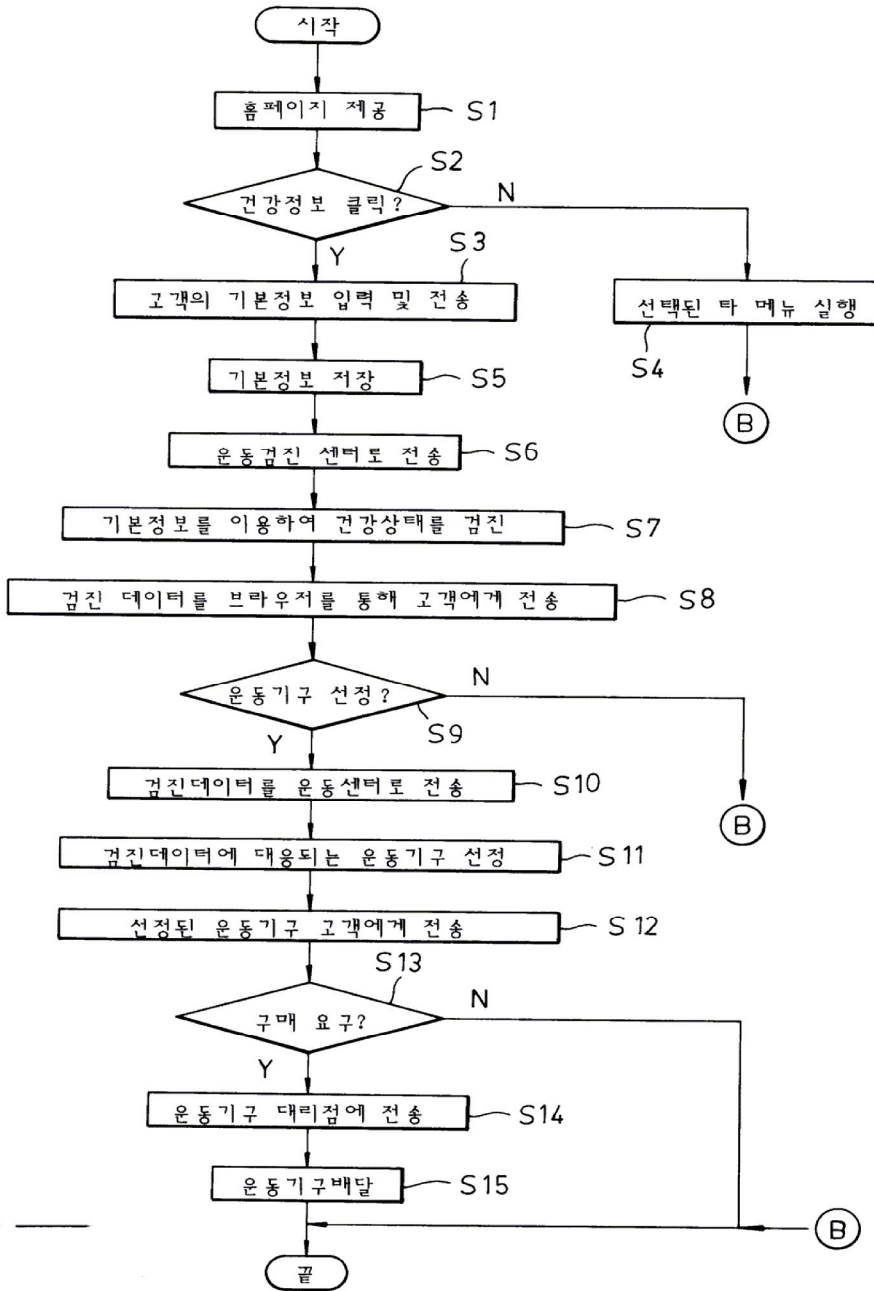 시작
홈페이지 제공
S1
S2
건강정보 클릭?
N
Y
S3
고객의 기본정보 입력 및 전송
선택된 타 메뉴 실행
S4
기본정보 저장
S5
B
운동검진 센터로 전송
S6
기본정보를 이용하여 건강상태를 검진
S7
검진 데이터를 브라우저를 통해 고객에게 전송
S8
운동기구 선정?
N
S9
Y
검진데이터를 운동센터로 전송
S10
B
검진데이터에 대응되는 운동기구 선정
S11
선정된 운동기구 고객에게 전송
S12
S13
구매 요구?
N
Y
운동기구 대리점에 전송
S14
운동기구배달
S15
B
끝